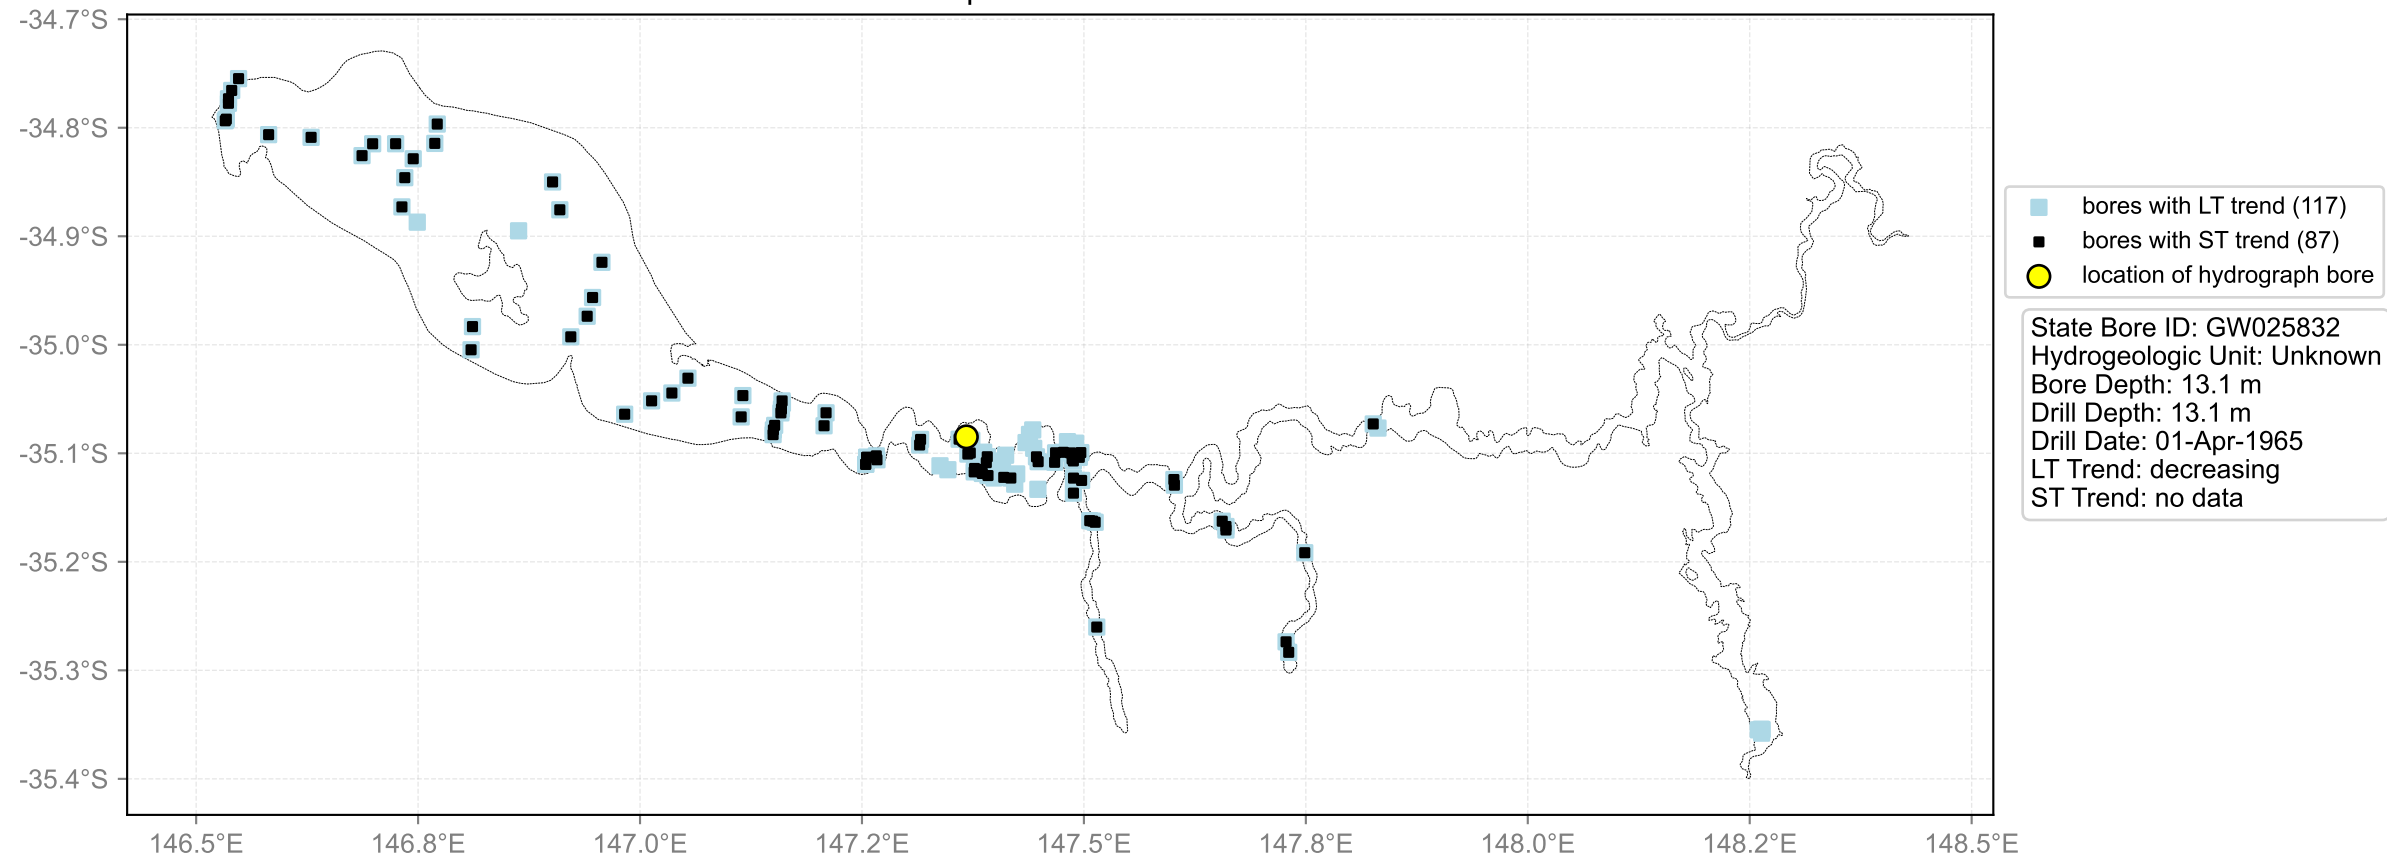 -34.7°S
-34.8°S
-34.9°S
-35.0°S
-35.1°S
-35.2°S
-35.3°S
-35.4°S
146.5°E
146.8°E
147.0°E
147.2°E
147.5°E
147.8°E
148.0°E
148.2°E
148.5°E
bores with LT trend (117)
bores with ST trend (87)
location of hydrograph bore
State Bore ID: GW025832
Hydrogeologic Unit: Unknown
Bore Depth: 13.1 m
Drill Depth: 13.1 m
Drill Date: 01-Apr-1965
LT Trend: decreasing
ST Trend: no data